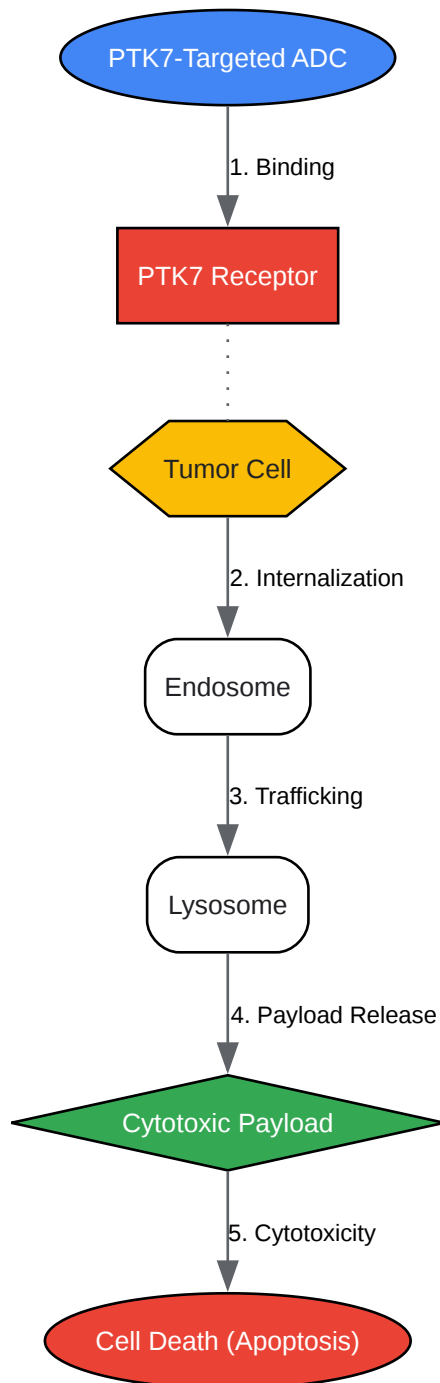 PTK7-Targeted ADC
1. Binding
PTK7 Receptor
Tumor Cell
2. Internalization
Endosome
3. Trafficking
Lysosome
4. Payload Release
Cytotoxic Payload
5. Cytotoxicity
Cell Death (Apoptosis)